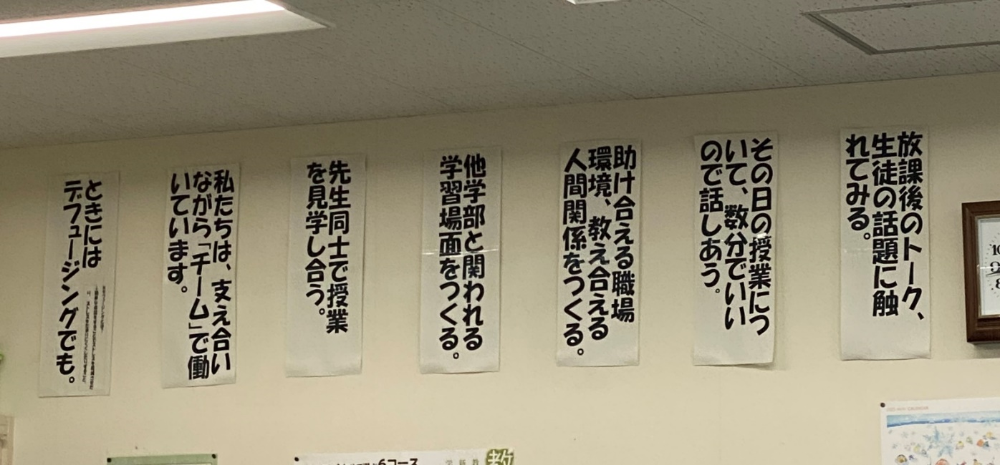 放課後のトーク、
生徒の話題に触
れてみる。
その日の授業につ
いて、数分でいい
ので話しあう。
助け合える職場
環境、教え合える
人間関係をつくる。
他学部と関われる
学習場面をつくる。
先生同士で授業
を見学し合う。
私たちは、支え合い
ながら「チーム」で働
いています。
ときには
デフュージングでも。
6コース
教